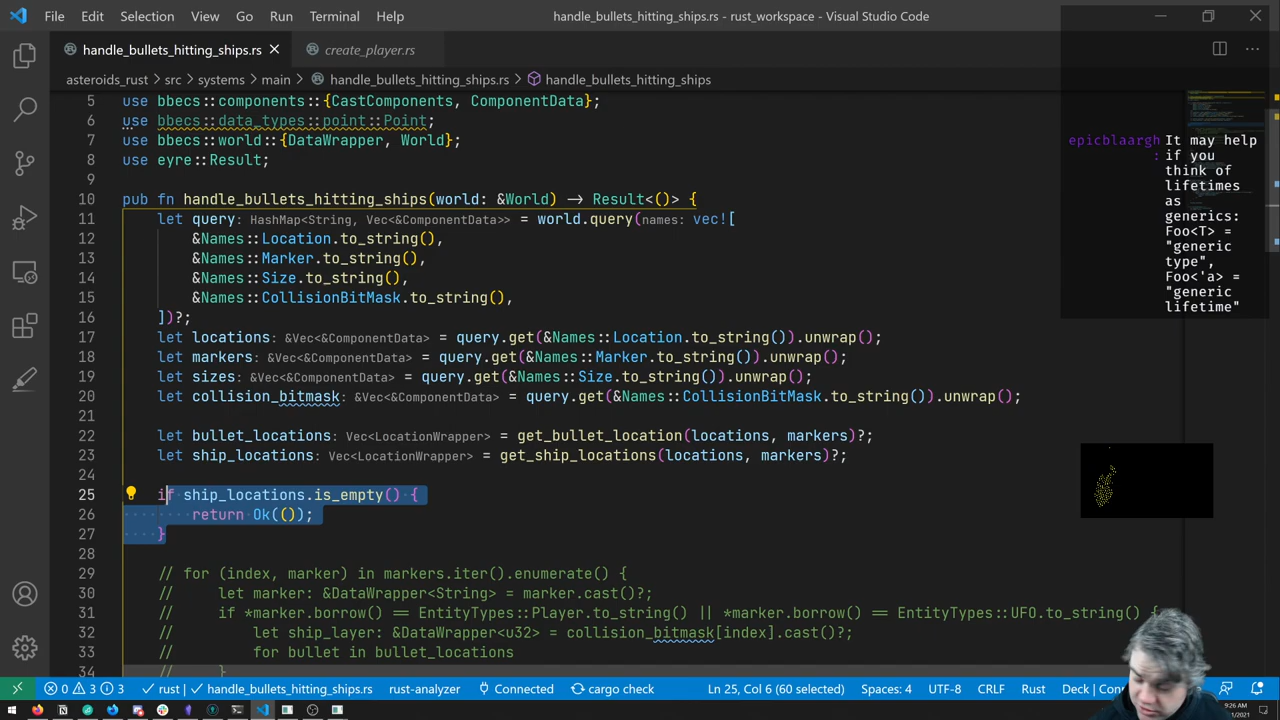 File Edit Selection View Go Run Terminal Help
handle_bullets_hitting_ships.rs - rust_workspace - Visual Studio Code
handle_bullets_hitting_ships.rs
create_player.rs
asteroids_rust > src > systems > main > handle_bullets_hitting_ships.rs > handle_bullets_hitting_ships
5 use bbecs::components::{CastComponents, ComponentData};
6 use bbecs::data_types::point::Point;
7 use bbecs::world::{DataWrapper, World};
8 use eyre::Result;
9
10 pub fn handle_bullets_hitting_ships(world: &World) → Result<()> {
11 let query: HashMap<String, Vec<&ComponentData>> = world.query(names: vec![
12 &Names::Location.to_string(),
13 &Names::Marker.to_string(),
14 &Names::Size.to_string(),
15 &Names::CollisionBitMask.to_string(),
16 ])?;
17 let locations: &Vec<&ComponentData> = query.get(&Names::Location.to_string()).unwrap();
18 let markers: &Vec<&ComponentData> = query.get(&Names::Marker.to_string()).unwrap();
19 let sizes: &Vec<&ComponentData> = query.get(&Names::Size.to_string()).unwrap();
20 let collision_bitmask: &Vec<&ComponentData> = query.get(&Names::CollisionBitMask.to_string()).unwrap();
21
22 let bullet_locations: Vec<LocationWrapper> = get_bullet_location(locations, markers)?;
23 let ship_locations: Vec<LocationWrapper> = get_ship_locations(locations, markers)?;
24
25 if ship_locations.is_empty() {
26 return Ok(());
27 }
28
29 // for (index, marker) in markers.iter().enumerate() {
30 // let marker: &DataWrapper<String> = marker.cast()?;
31 // if *marker.borrow() == EntityTypes::Player.to_string() || *marker.borrow() == EntityTypes::UFO.to_string() {
32 // let ship_layer: &DataWrapper<u32> = collision_bitmask[index].cast()?;
33 // for bullet in bullet_locations
34 // }
epicblaargh
:
It may help
if you
think of
lifetimes
as
generics:
Foo<T> =
"generic
type",
Foo<'a> =
"generic
lifetime"
0 3 3 rust | handle_bullets_hitting_ships.rs rust-analyzer Connected cargo check
Ln 25, Col 6 (60 selected) Spaces: 4 UTF-8 CRLF Rust